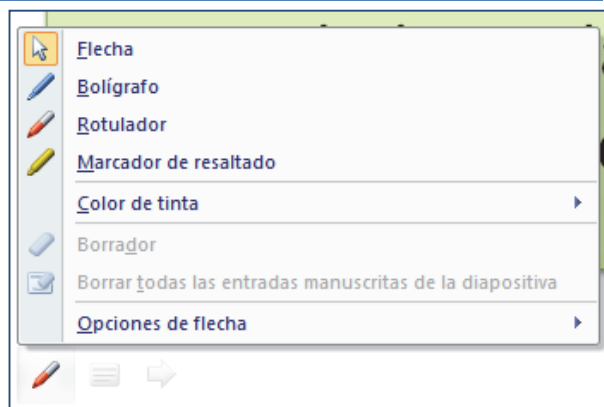 Flecha
Bolígrafo
Rotulador
Marcador de resaltado
Color de tinta
Borrador
Borrar todas las entradas manuscritas de la diapositiva
Opciones de flecha